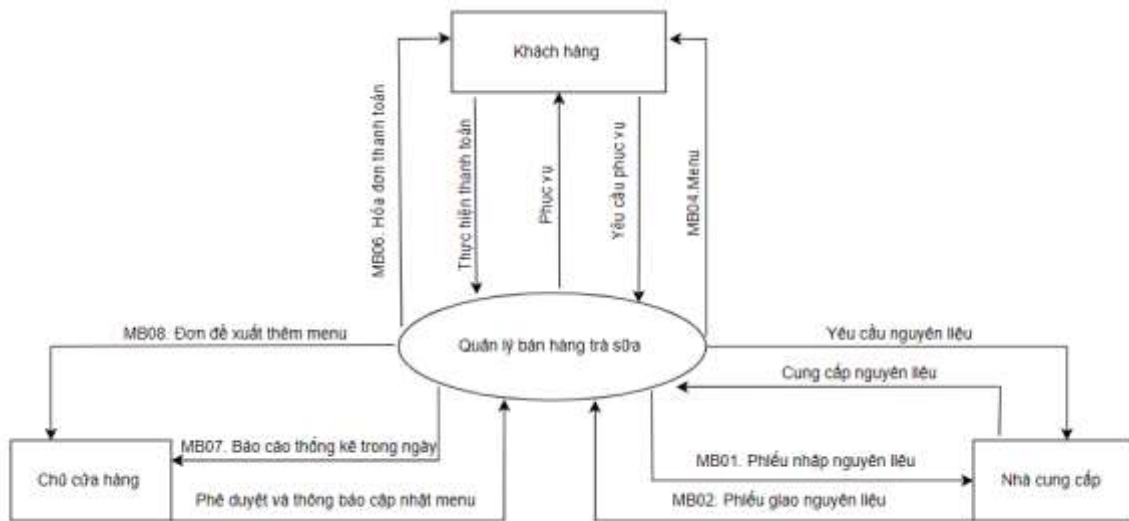 Khách hàng
MB06. Hóa đơn thanh toán
Thực hiện thanh toán
Phục vụ
Yêu cầu phục vụ
MB04.Menu
MB08. Đơn đề xuất thêm menu
Quản lý bán hàng trà sữa
Yêu cầu nguyên liệu
Cung cấp nguyên liệu
MB07. Báo cáo thống kê trong ngày
MB01. Phiếu nhập nguyên liệu
Chủ cửa hàng
Nhà cung cấp
Phê duyệt và thông báo cập nhật menu
MB02: Phiếu giao nguyên liệu